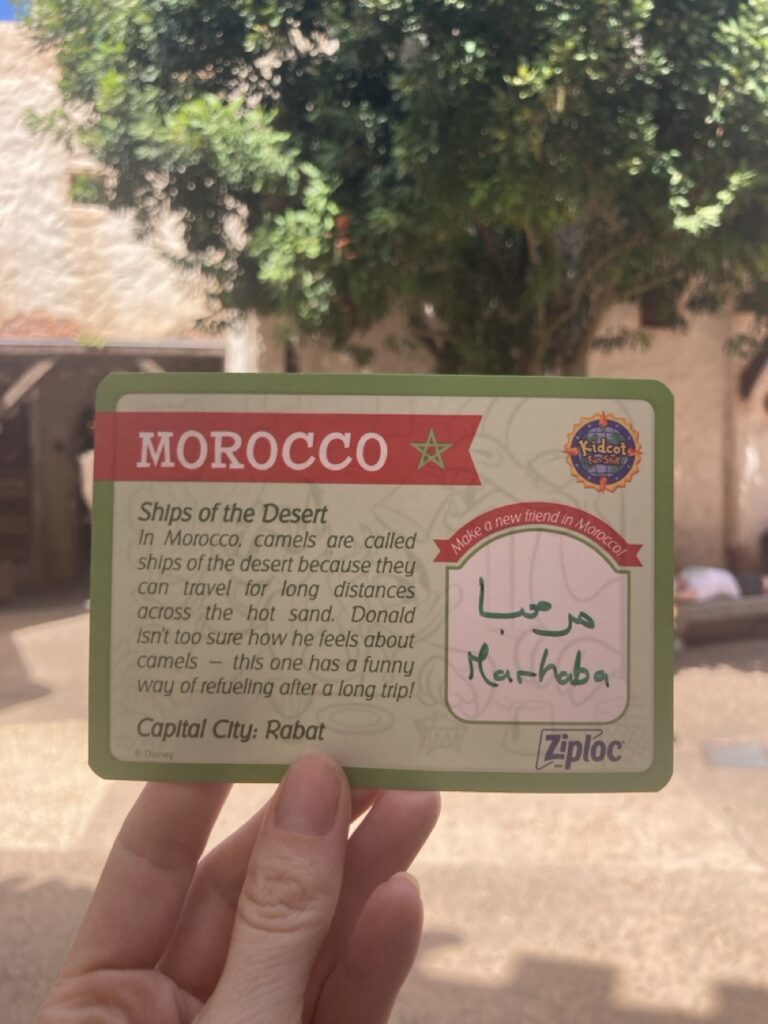 MOROCCO
Kidcot
Fun Stop
Ships of the Desert
In Morocco, camels are called
ships of the desert because they
can travel for long distances
across the hot sand. Donald
isn't too sure how he feels about
camels — this one has a funny
way of refueling after a long trip!
Capital City: Rabat
© Disney
Make a new friend in Morocco!
مرحبا
Marhaba
Ziploc